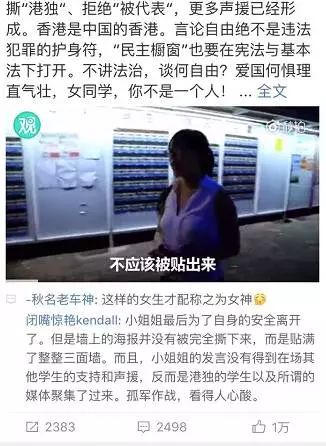 撕“港独“、拒绝“被代表“，更多声援已经形
成。香港是中国的香港。言论自由绝不是违法
犯罪的护身符，“民主橱窗”也要在宪法与基本
法下打开。不讲法治，谈何自由？爱国何惧理
直气壮，女同学，你不是一个人！ ... 全文
观
秒拍
不应该被贴出来
-秋名老车神: 这样的女生才配称之为女神
闭嘴惊艳kendall: 小姐姐最后为了自身的安全离开
了。但是墙上的海报并没有被完全撕下来，而是贴
满了整整三面墙。而且，小姐姐的发言没有得到在场其
他学生的支持和声援，反而是港独的学生以及所谓的
媒体聚集了过来。孤军作战，看得人心酸。
2383 2498 1万